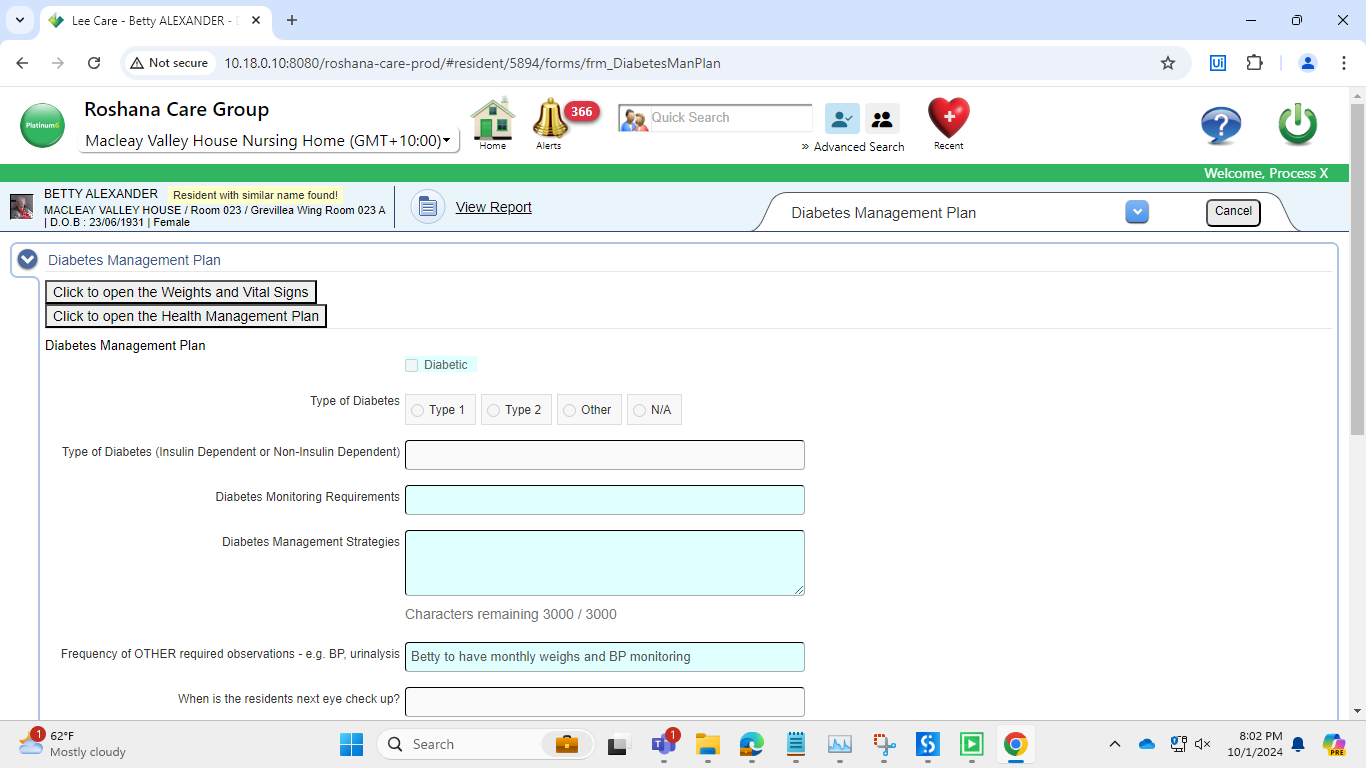 Lee Care - Betty ALEXANDER - 
Not secure
10.18.0.10:8080/roshana-care-prod/#resident/5894/forms/frm_DiabetesManPlan
Platinum6
Roshana Care Group
Macleay Valley House Nursing Home (GMT+10:00)
Home
Alerts
366
Quick Search
» Advanced Search
Recent
Welcome, Process X
BETTY ALEXANDER Resident with similar name found!
MACLEAY VALLEY HOUSE / Room 023 / Grevillea Wing Room 023 A
| D.O.B : 23/06/1931 | Female
View Report
Diabetes Management Plan
Cancel
Diabetes Management Plan
Click to open the Weights and Vital Signs
Click to open the Health Management Plan
Diabetes Management Plan
Diabetic
Type of Diabetes
Type 1 Type 2 Other N/A
Type of Diabetes (Insulin Dependent or Non-Insulin Dependent)
Diabetes Monitoring Requirements
Diabetes Management Strategies
Characters remaining 3000 / 3000
Frequency of OTHER required observations - e.g. BP, urinalysis
Betty to have monthly weighs and BP monitoring
When is the residents next eye check up?
1
62°F
Mostly cloudy
Search
1
8:02 PM
10/1/2024
PRE